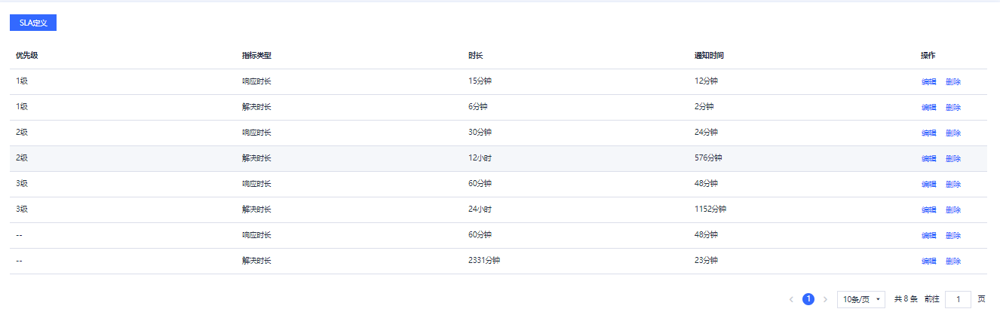 SLA定义
优先级 指标类型 时长 通知时间 操作
1级 响应时长 15分钟 12分钟 编辑 删除
1级 解决时长 6分钟 2分钟 编辑 删除
2级 响应时长 30分钟 24分钟 编辑 删除
2级 解决时长 12小时 576分钟 编辑 删除
3级 响应时长 60分钟 48分钟 编辑 删除
3级 解决时长 24小时 1152分钟 编辑 删除
-- 响应时长 60分钟 48分钟 编辑 删除
-- 解决时长 2331分钟 23分钟 编辑 删除
1 10条/页 共 8 条 前往 1 页